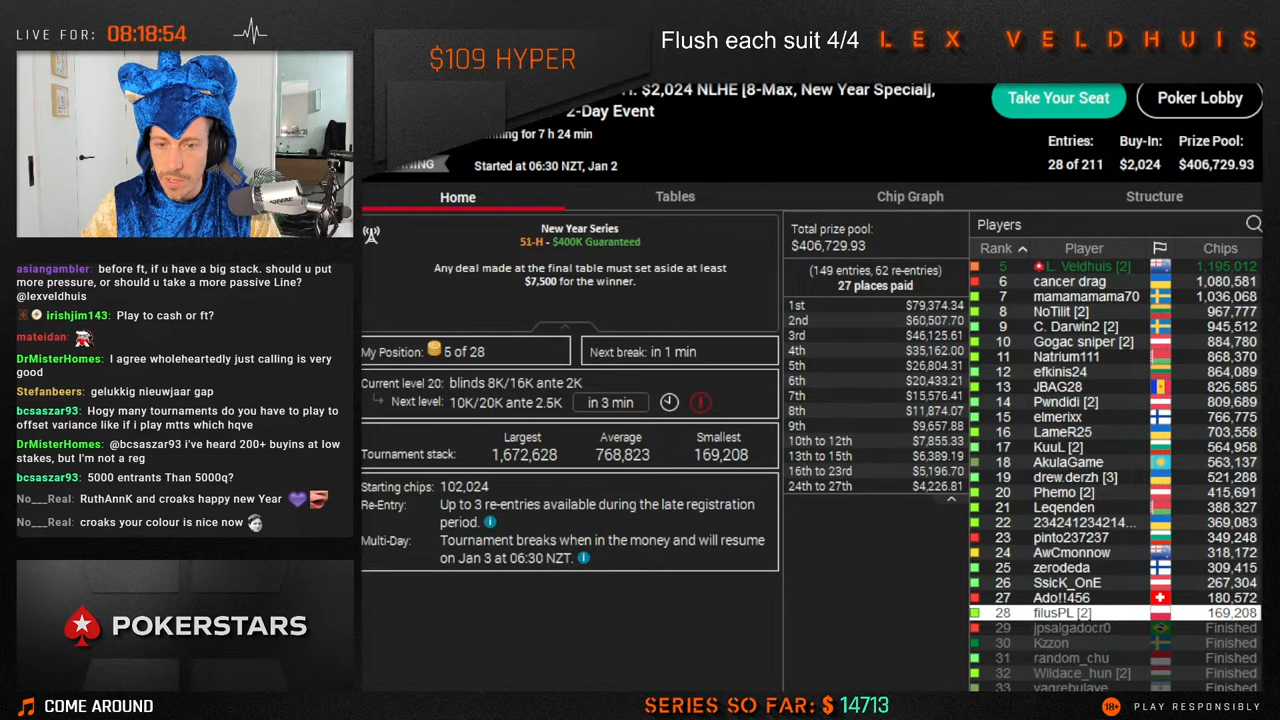 LIVE FOR: 08:18:54
$109 HYPER
Flush each suit 4/4
LEX VELDHUIS
$2,024 NLHE [8-Max, New Year Special],
2-Day Event
Take Your Seat
Poker Lobby
for 7 h 24 min
Started at 06:30 NZT, Jan 2
Entries: Buy-In: Prize Pool:
28 of 211 $2,024 $406,729.93
Home Tables Chip Graph Structure
New Year Series
51-H - $400K Guaranteed
Any deal made at the final table must set aside at least
$7,500 for the winner.
My Position: 5 of 28
Next break: in 1 min
Current level 20: blinds 8K/16K ante 2K
Next level: 10K/20K ante 2.5K in 3 min
Largest Average Smallest
Tournament stack: 1,672,628 768,823 169,208
Starting chips: 102,024
Re-Entry: Up to 3 re-entries available during the late registration
period.
Multi-Day: Tournament breaks when in the money and will resume
on Jan 3 at 06:30 NZT.
Total prize pool:
$406,729.93
(149 entries, 62 re-entries)
27 places paid
1st $79,374.34
2nd $60,507.70
3rd $46,125.61
4th $35,162.00
5th $26,804.31
6th $20,433.21
7th $15,576.41
8th $11,874.07
9th $9,657.88
10th to 12th $7,855.33
13th to 15th $6,389.19
16th to 23rd $5,196.70
24th to 27th $4,226.81
Players
Rank Player Chips
5 L. Veldhuis [2] 1,195,012
6 cancer drag 1,080,581
7 mamamamama70 1,036,068
8 NoTilit [2] 967,777
9 C. Darwin2 [2] 945,512
10 Gogac sniper [2] 884,780
11 Natrium111 868,370
12 efkinis24 864,089
13 JBAG28 826,585
14 Pwndidi [2] 809,689
15 elmerixx 766,775
16 LameR25 703,558
17 KuuL [2] 564,958
18 AkulaGame 563,137
19 drew.derzh [3] 521,288
20 Phemo [2] 415,691
21 Leqenden 388,327
22 234241234214... 369,083
23 pinto237237 349,248
24 AwCmonnow 318,172
25 zerodeda 309,415
26 SsicK_OnE 267,304
27 Ado!!456 180,572
28 filusPL [2] 169,208
29 jpsalgadocr0 Finished
30 Kzzon Finished
31 random_chu Finished
32 Wildace_hun [2] Finished
33 Finished
asiangambler: before ft, if u have a big stack. should u put
more pressure, or should u take a more passive Line?
@lexveldhuis
irishjim143: Play to cash or ft?
mateidan:
DrMisterHomes: I agree wholeheartedly just calling is very
good
Stefanbeers: gelukkig nieuwjaar gap
bcsaszar93: Hogy many tournaments do you have to play to
offset variance like if i play mtts which hqve
DrMisterHomes: @bcsaszar93 i've heard 200+ buyins at low
stakes, but I'm not a reg
bcsaszar93: 5000 entrants Than 5000q?
No___Real: RuthAnnK and croaks happy new Year
No___Real: croaks your colour is nice now
POKERSTARS
COME AROUND
SERIES SO FAR: $ 14713
18+ PLAY RESPONSIBLY